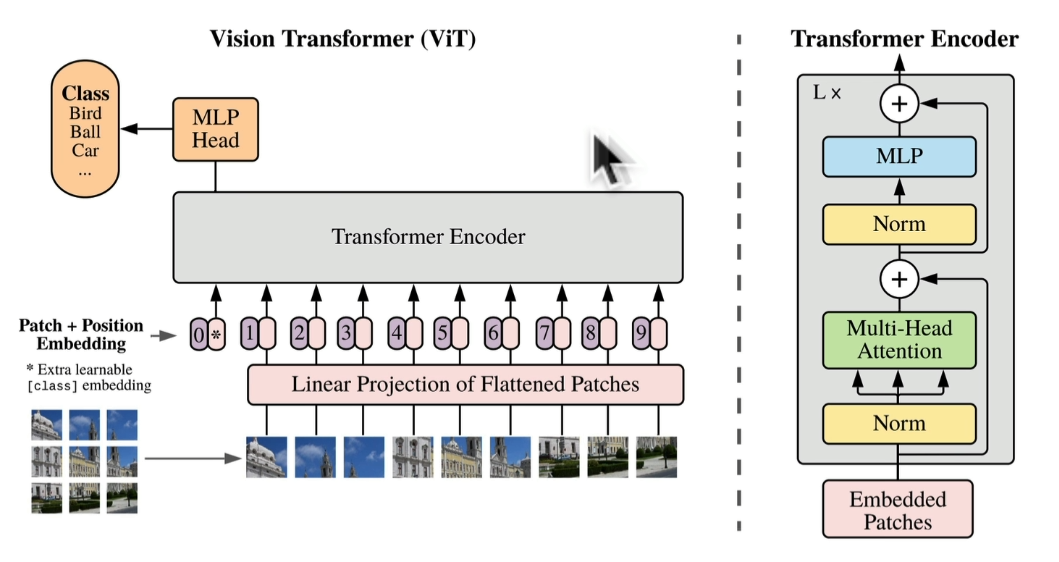 Vision Transformer (ViT)
Class
Bird
Ball
Car
...
MLP
Head
Transformer Encoder
0 * 1 2 3 4 5 6 7 8 9
Patch + Position
Embedding
* Extra learnable
[class] embedding
Linear Projection of Flattened Patches
Transformer Encoder
L ×
+
MLP
Norm
+
Multi-Head
Attention
Norm
Embedded
Patches